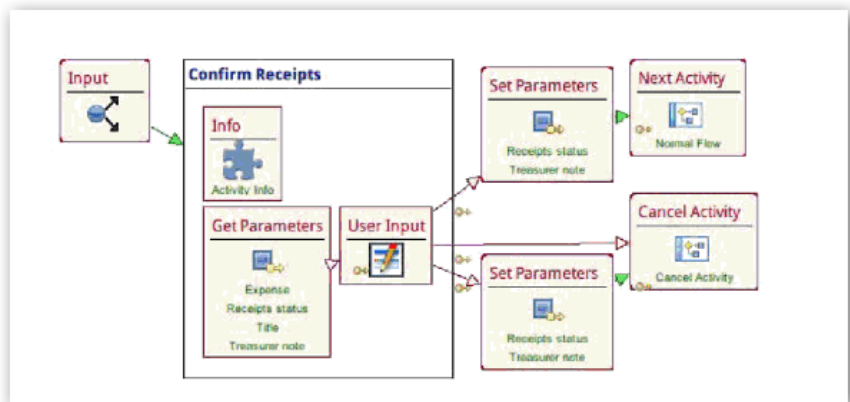 Input
Confirm Receipts
Info
Activity Info
Get Parameters
Expense
Receipts status
Title
Treasurer note
User Input
Set Parameters
Receipts status
Treasurer note
Next Activity
Normal Flow
Cancel Activity
Cancel Activity
Set Parameters
Receipts status
Treasurer note